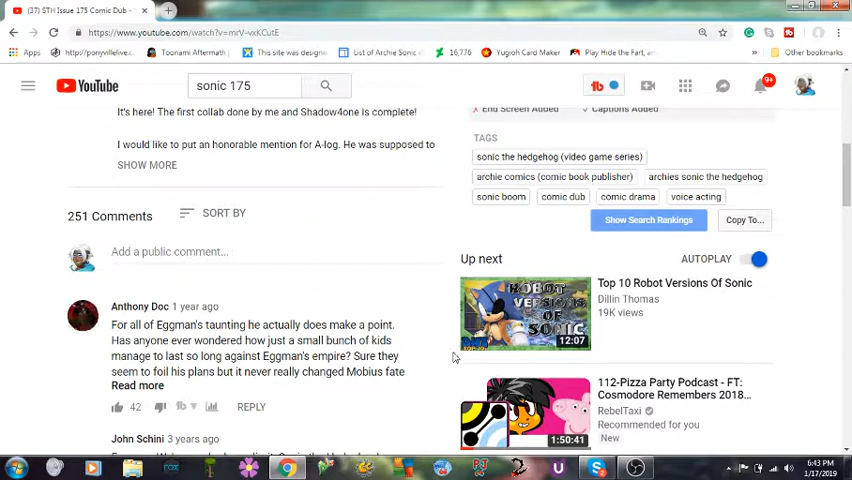 (37) STH Issue 175 Comic Dub -
https://www.youtube.com/watch?v=mrV-vxKCutE
Apps
http://ponyvillelive.
Toonami Aftermath
This site was designe
List of Archie Sonic
16,776
Yugioh Card Maker
Play Hide the Fart, an
Other bookmarks
YouTube
sonic 175
9+
It's here! The first collab done by me and Shadow4one is complete!
I would like to put an honorable mention for A-log. He was supposed to
SHOW MORE
251 Comments
SORT BY
Add a public comment...
Anthony Doc 1 year ago
For all of Eggman's taunting he actually does make a point.
Has anyone ever wondered how just a small bunch of kids
manage to last so long against Eggman's empire? Sure they
seem to foil his plans but it never really changed Mobius fate
Read more
42
REPLY
John Schini 3 years ago
End Screen Added
Captions Added
TAGS
sonic the hedgehog (video game series)
archie comics (comic book publisher)
archies sonic the hedgehog
sonic boom
comic dub
comic drama
voice acting
Show Search Rankings
Copy To...
Up next
AUTOPLAY
ROBOT
VERSIONS
OF
SONIC
12:07
Top 10 Robot Versions Of Sonic
Dillin Thomas
19K views
1:50:41
112-Pizza Party Podcast - FT:
Cosmodore Remembers 2018...
RebelTaxi
Recommended for you
New
6:43 PM
1/17/2019